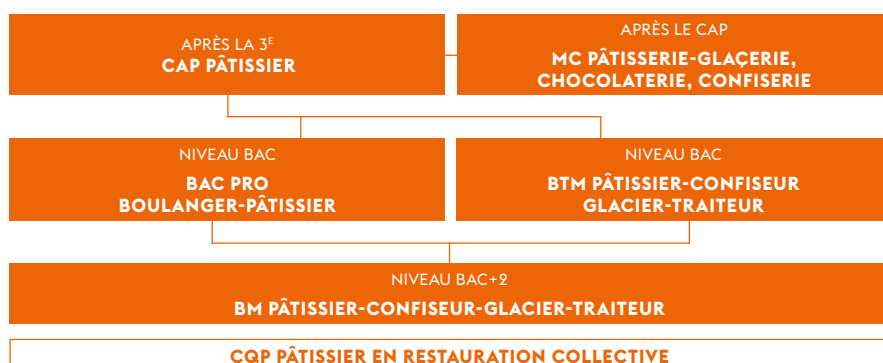 APRÈS LA 3E
CAP PÂTISSIER
APRÈS LE CAP
MC PÂTISSERIE-GLAÇERIE,
CHOCOLATERIE, CONFISERIE
NIVEAU BAC
BAC PRO
BOULANGER-PÂTISSIER
NIVEAU BAC
BTM PÂTISSIER-CONFISEUR
GLACIER-TRAITEUR
NIVEAU BAC+2
BM PÂTISSIER-CONFISEUR-GLACIER-TRAITEUR
CQP PÂTISSIER EN RESTAURATION COLLECTIVE